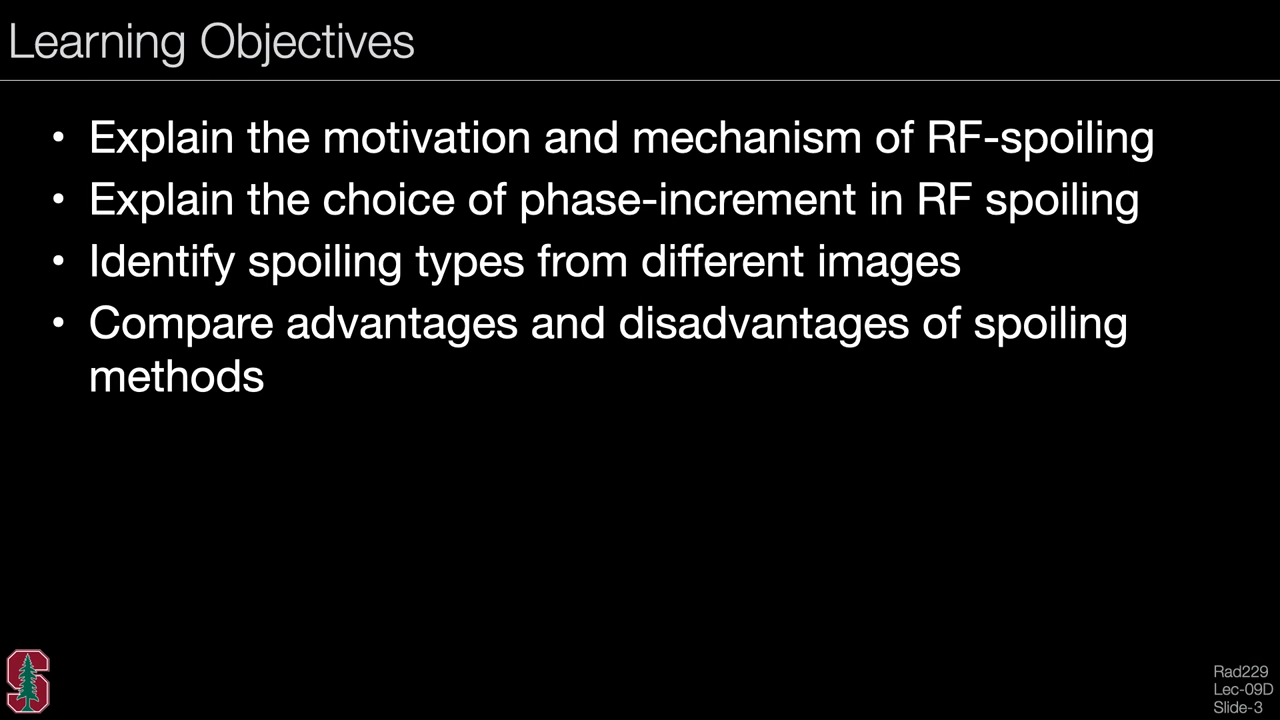 Learning Objectives
• Explain the motivation and mechanism of RF-spoiling
• Explain the choice of phase-increment in RF spoiling
• Identify spoiling types from different images
• Compare advantages and disadvantages of spoiling
methods
Rad229
Lec-09D
Slide-3